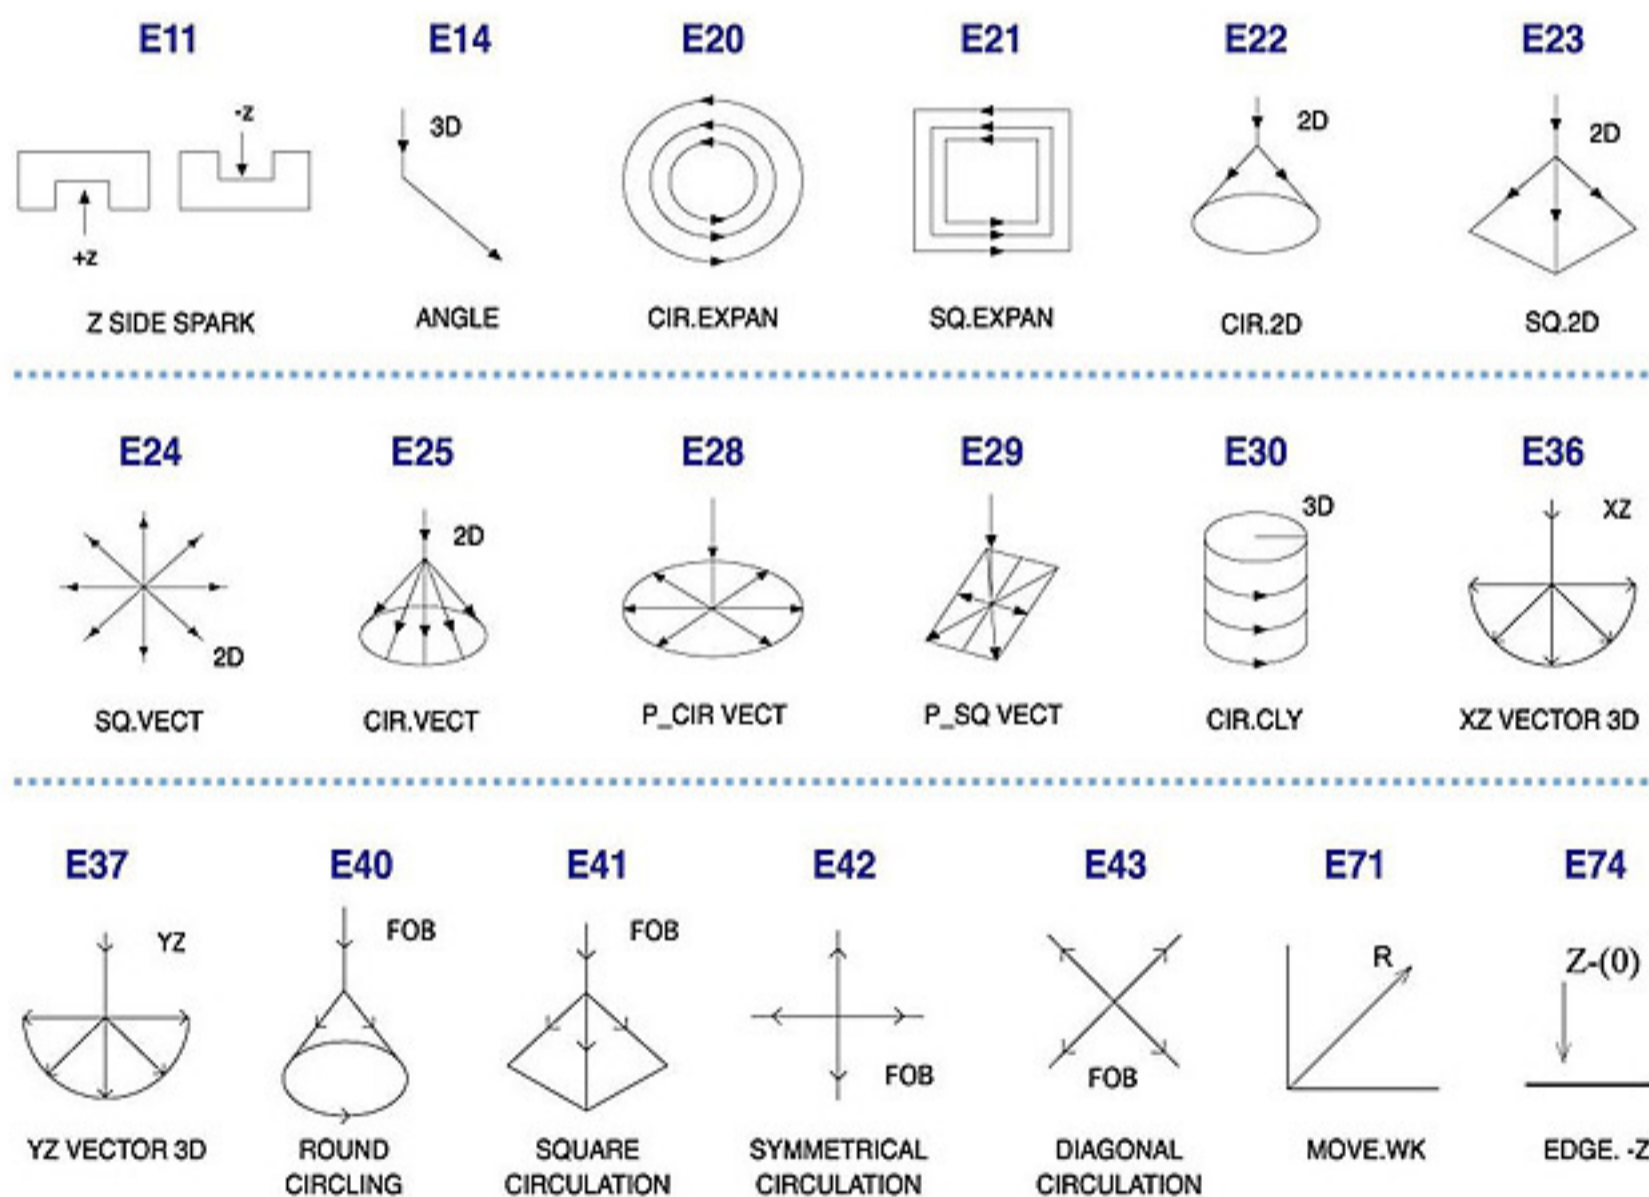 E11 E14 E20 E21 E22 E23
-z 3D 2D 2D
+z
Z SIDE SPARK ANGLE CIR.EXPAN SQ.EXPAN CIR.2D SQ.2D
E24 E25 E28 E29 E30 E36
2D 3D XZ
2D
SQ.VECT CIR.VECT P_CIR VECT P_SQ VECT CIR.CLY XZ VECTOR 3D
E37 E40 E41 E42 E43 E71 E74
YZ FOB FOB FOB FOB R Z-(0)
YZ VECTOR 3D ROUND SQUARE SYMMETRICAL DIAGONAL MOVE.WK EDGE. -Z
CIRCLING CIRCULATION CIRCULATION CIRCULATION